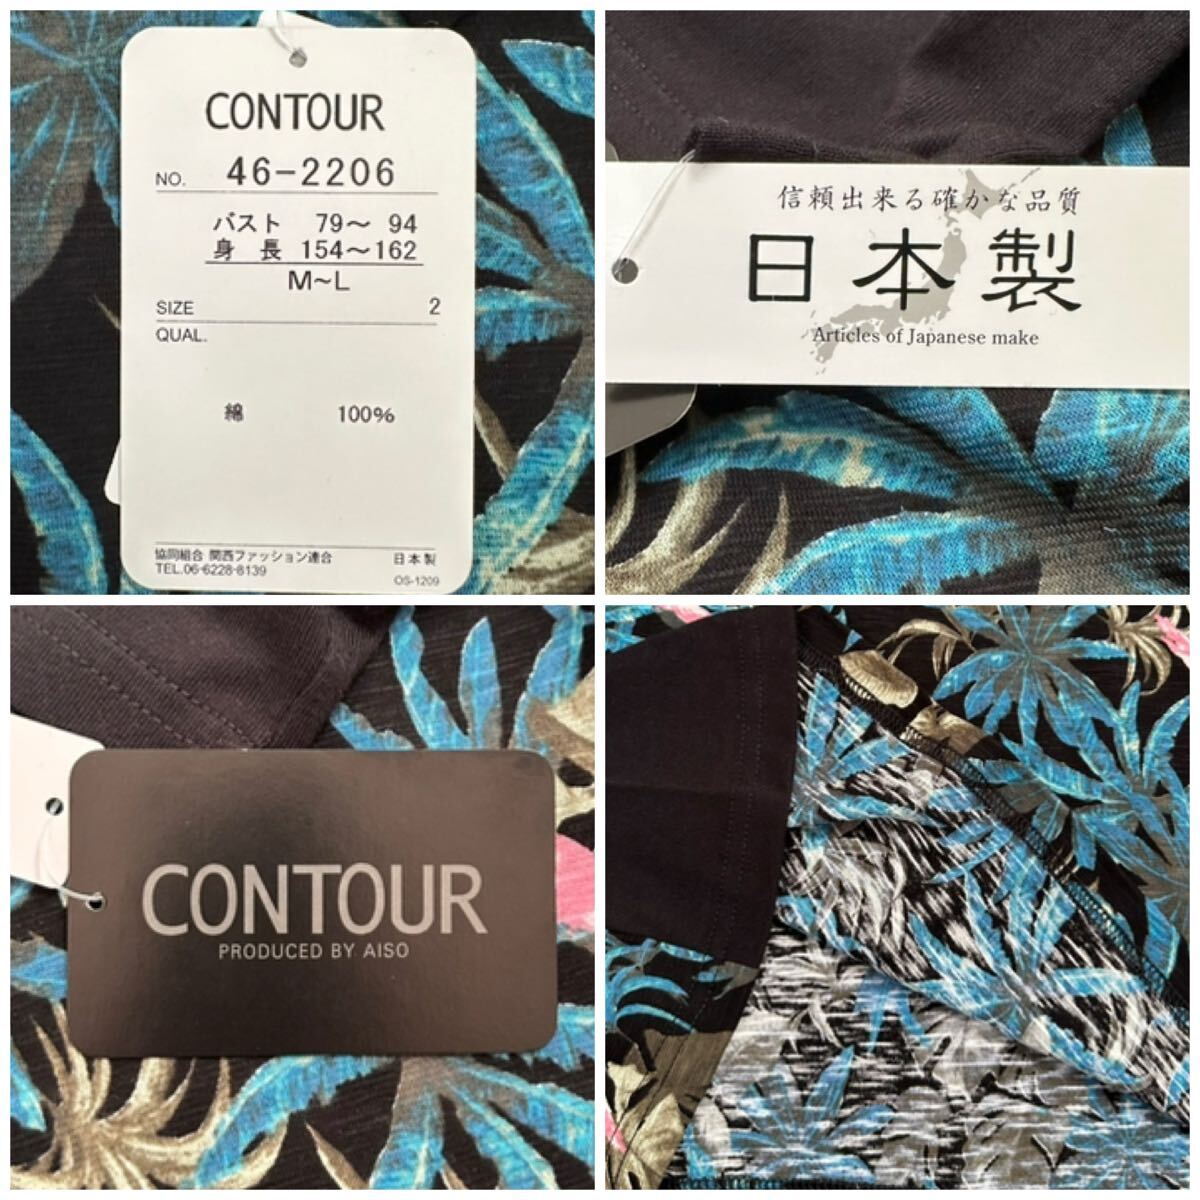 CONTOUR
NO. 46-2206
バスト 79～ 94
身 長 154～162
M～L
SIZE 2
QUAL.
綿 100%
協同組合 関西ファッション連合 日本製
TEL.06-6228-8139 OS-1209
信頼出来る確かな品質
日本製
Articles of Japanese make
CONTOUR
PRODUCED BY AISO